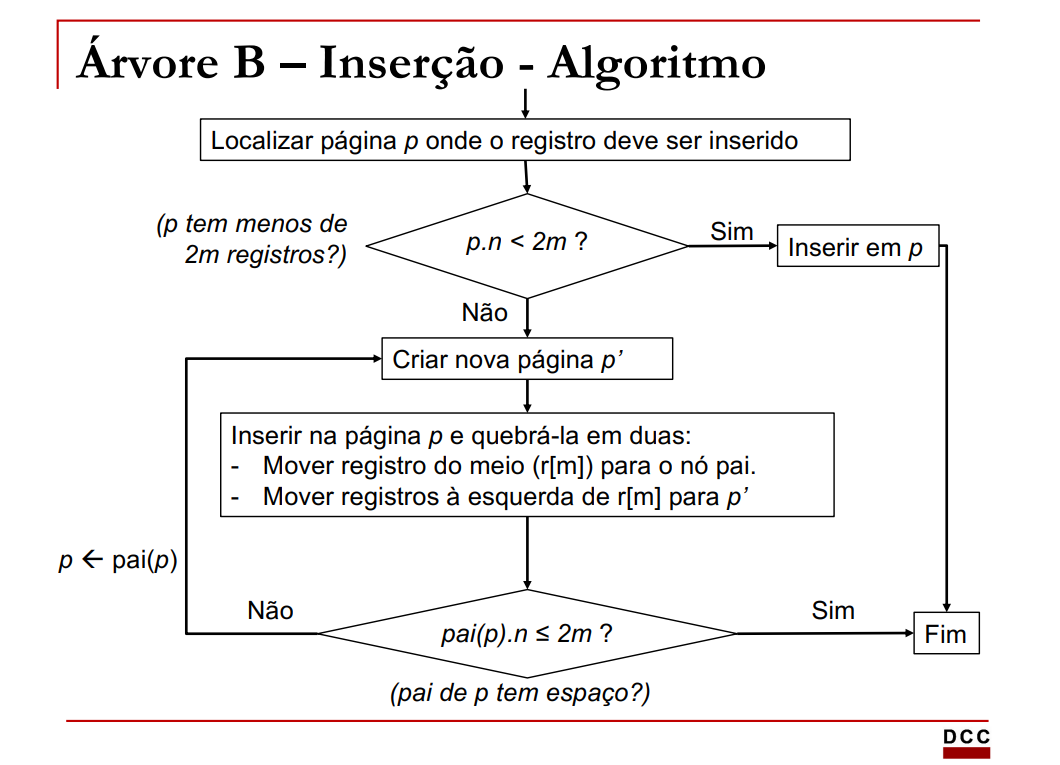 Árvore B – Inserção - Algoritmo
Localizar página p onde o registro deve ser inserido
(p tem menos de
2m registros?)
p.n < 2m ?
Sim
Inserir em p
Não
Criar nova página p’
Inserir na página p e quebrá-la em duas:
- Mover registro do meio (r[m]) para o nó pai.
- Mover registros à esquerda de r[m] para p’
p ← pai(p)
Não
pai(p).n ≤ 2m ?
Sim
Fim
(pai de p tem espaço?)
DCC